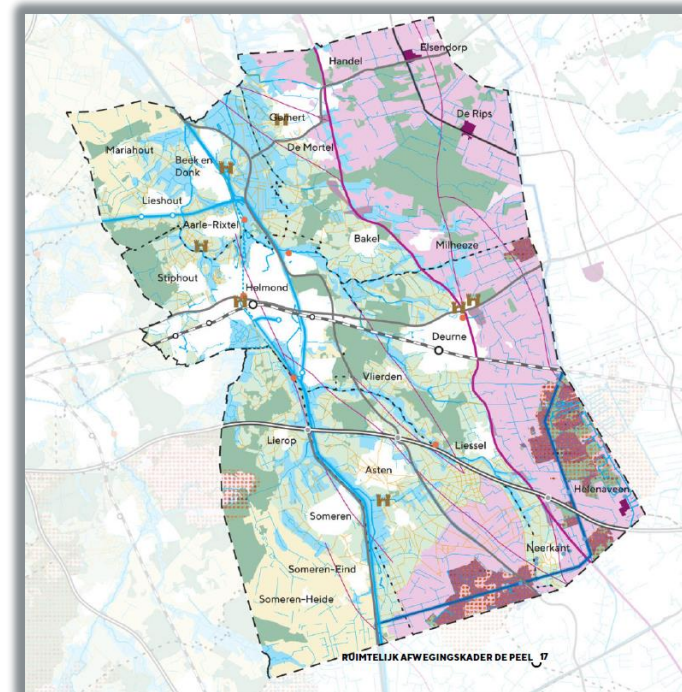 Elsendorp
Handel
De Rips
Gemert
De Mortel
Mariahout
Beek en
Donk
Lieshout
Aarle-Rixtel
Bakel
Milheeze
Stiphout
Helmond
Deurne
Vlierden
Lierop
Liessel
Asten
Helenaveen
Someren
Neerkant
Someren-Eind
Someren-Heide
RUIMTELIJK AFWEGINGSKADER DE PEEL 17